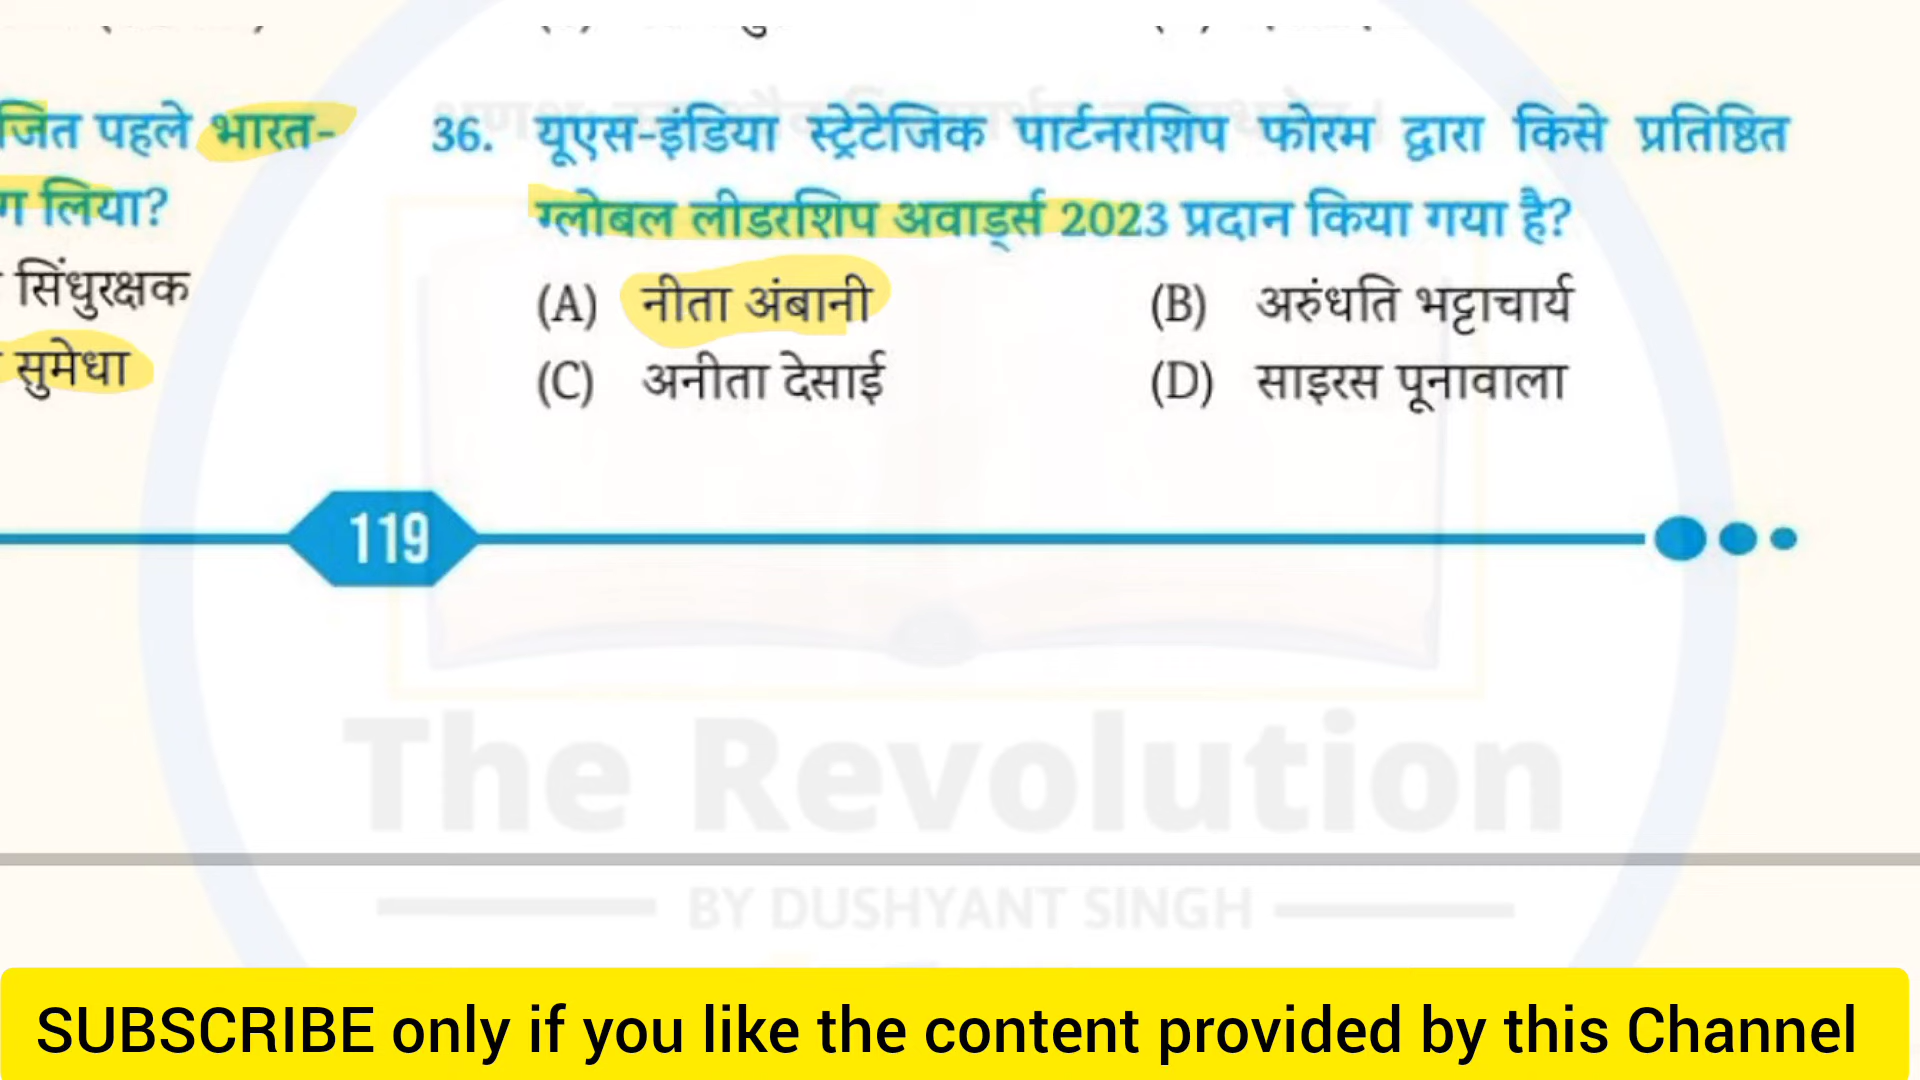 जित पहले भारत-
ग लिया?
सिंधुरक्षक
सुमेधा
36. यूएस-इंडिया स्ट्रेटेजिक पार्टनरशिप फोरम द्वारा किसे प्रतिष्ठित
ग्लोबल लीडरशिप अवार्ड्स 2023 प्रदान किया गया है?
(A) नीता अंबानी (B) अरुंधति भट्टाचार्य
(C) अनीता देसाई (D) साइरस पूनावाला
119
The Revolution
BY DUSHYANT SINGH
SUBSCRIBE only if you like the content provided by this Channel